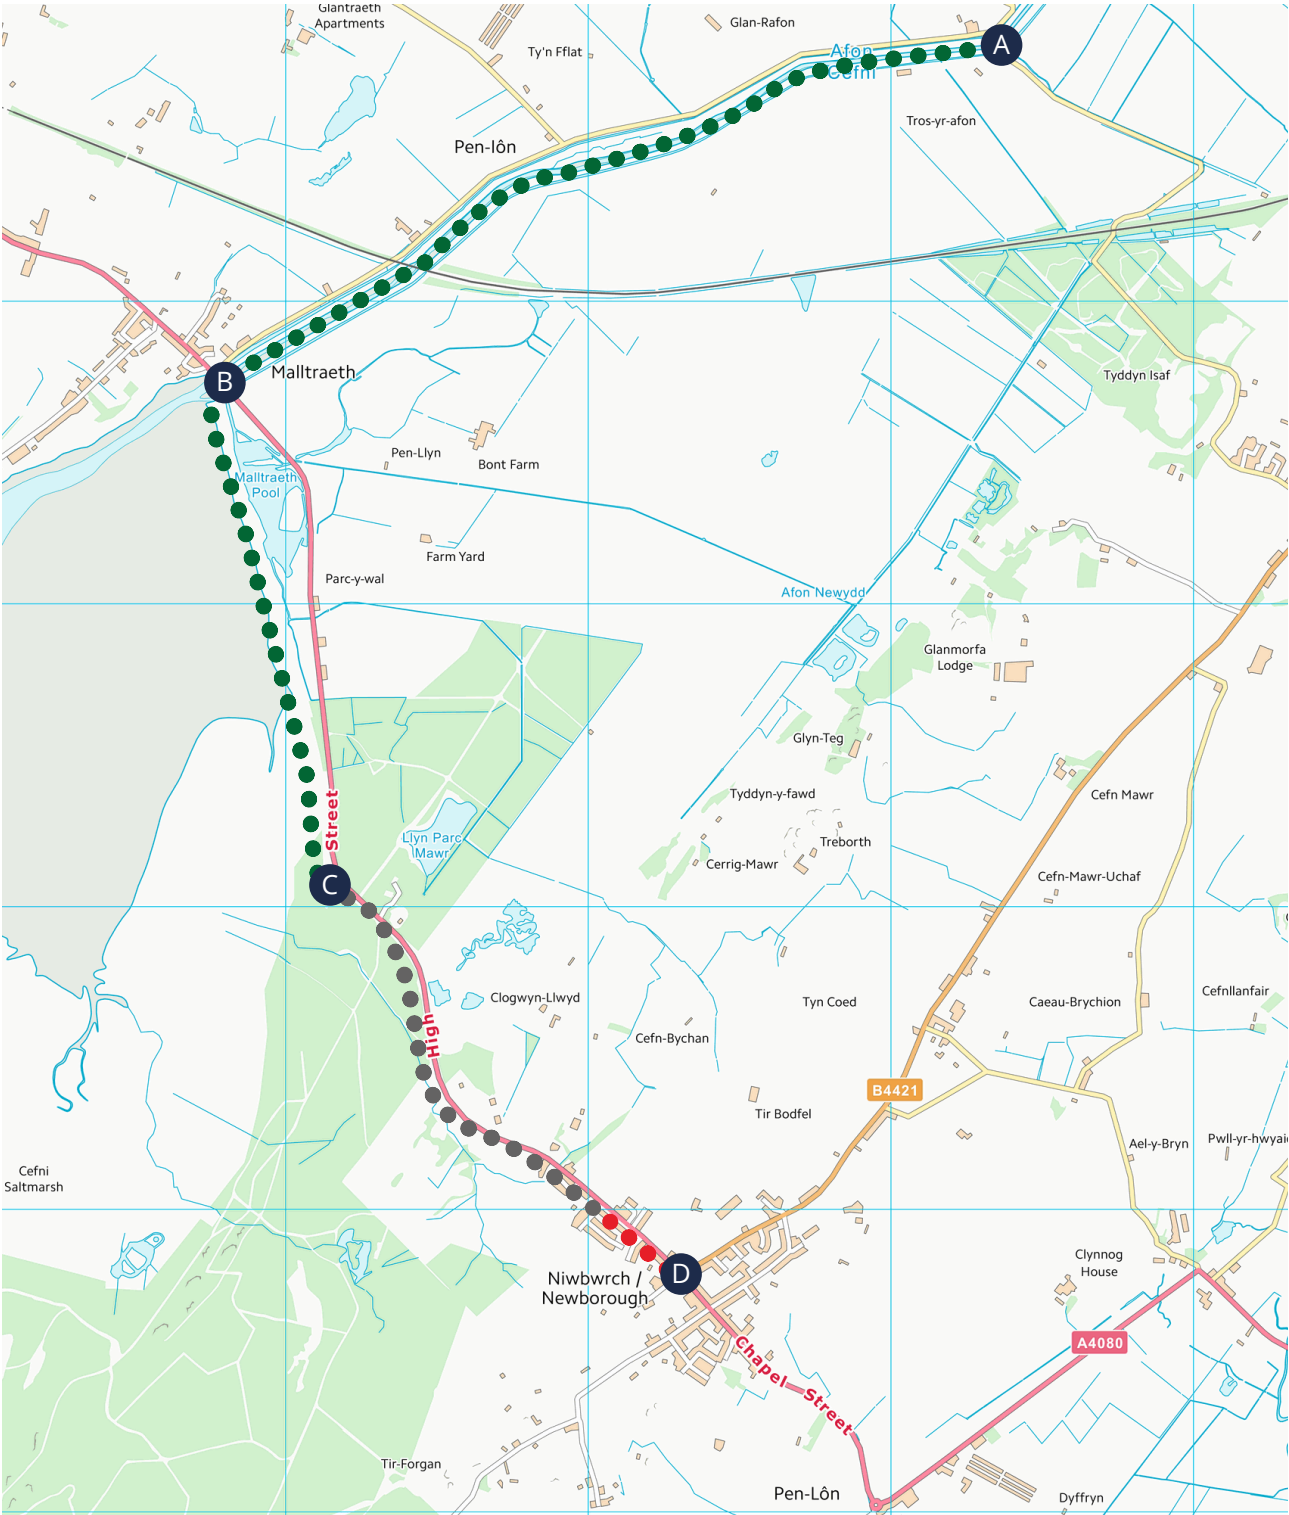 Glantraeth
Apartments
Glan-Rafon
Ty'n Fflat
Afon
Cefni
A
Tros-yr-afon
Pen-lôn
Tyddyn Isaf
B
Malltraeth
Pen-Llyn
Bont Farm
Malltraeth
Pool
Farm Yard
Parc-y-wal
Afon Newydd
Glanmorfa
Lodge
Glyn-Teg
Tyddyn-y-fawd
Cefn Mawr
Street
Llyn Parc
Mawr
Treborth
Cerrig-Mawr
Cefn-Mawr-Uchaf
C
Clogwyn-Llwyd
Tyn Coed
Caeau-Brychion
Cefnllanfair
High
Cefn-Bychan
B4421
Tir Bodfel
Ael-y-Bryn
Pwll-yr-hwyai
Cefni
Saltmarsh
Clynnog
House
D
Niwbwrch /
Newborough
A4080
Chapel Street
Tir-Forgan
Pen-Lôn
Dyffryn